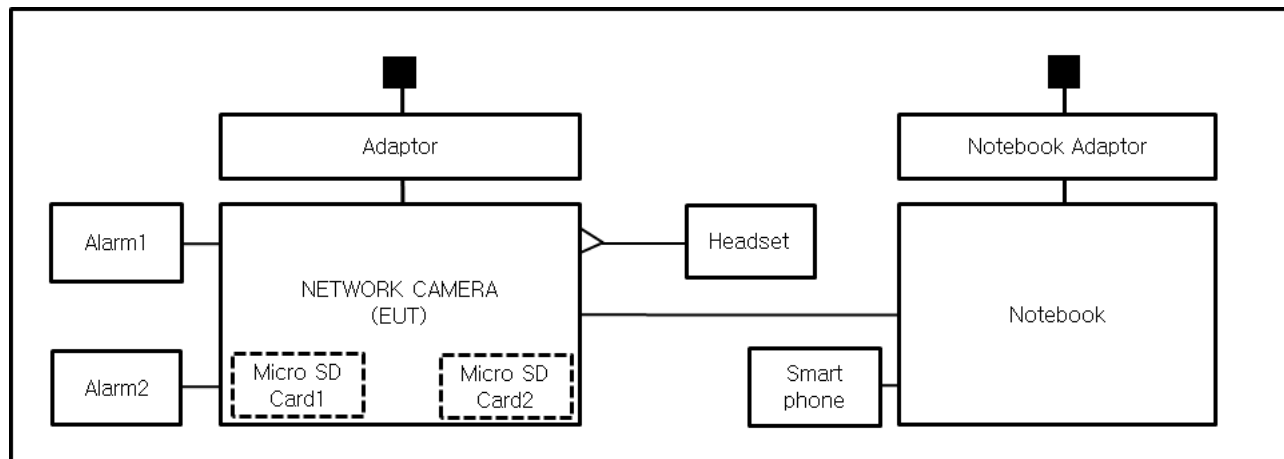 Adaptor
Notebook Adaptor
Alarm1
Headset
NETWORK CAMERA
(EUT)
Notebook
Alarm2
Micro SD
Card1
Micro SD
Card2
Smart
phone